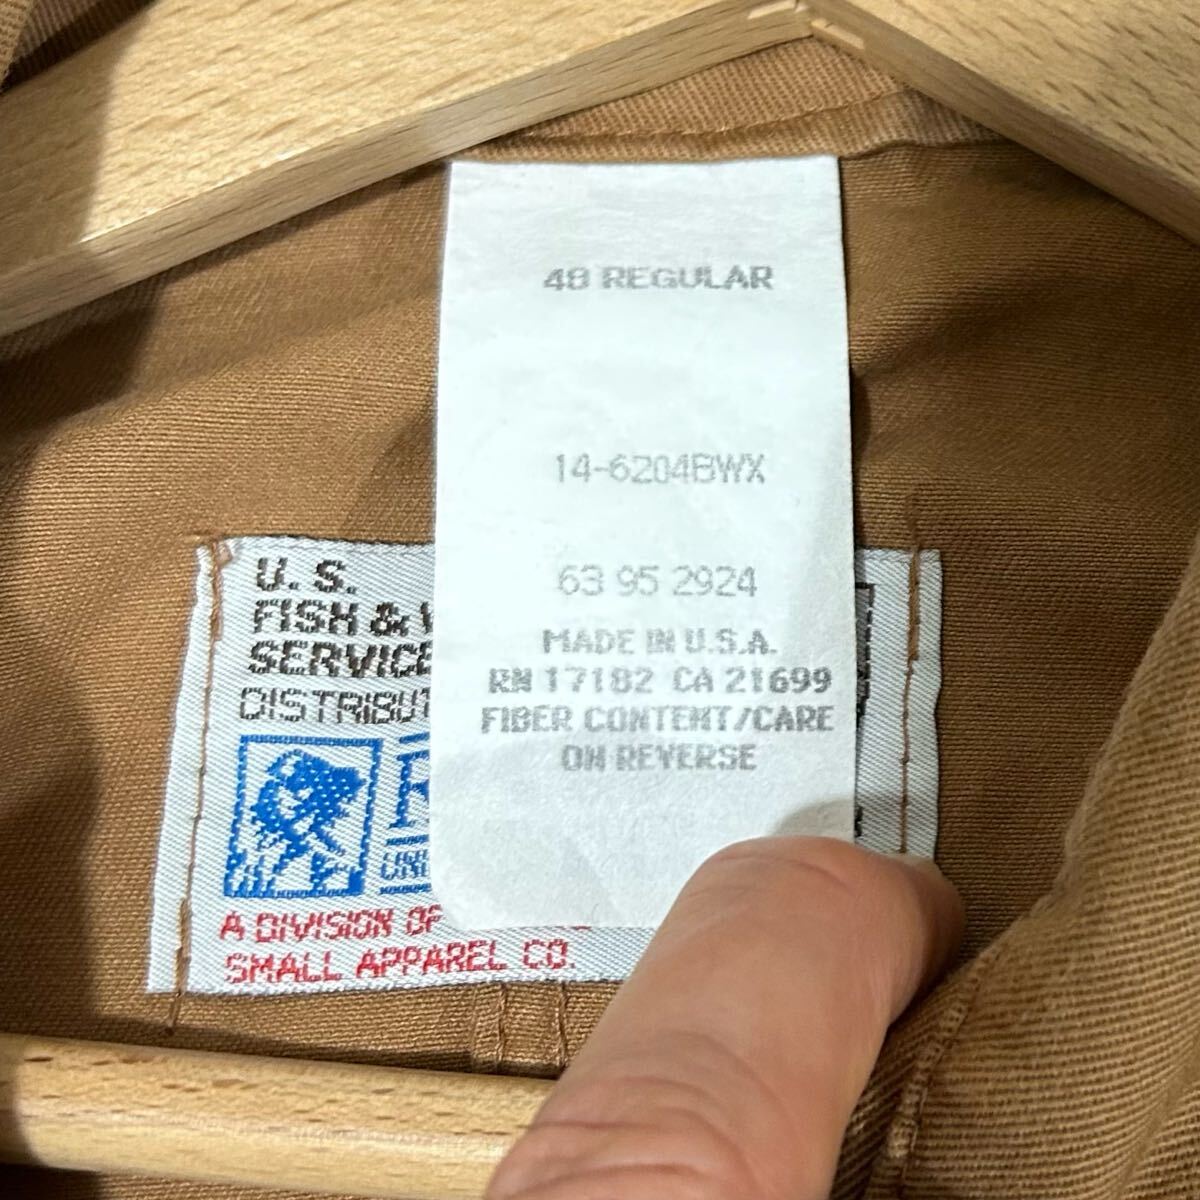 48 REGULAR
14-6204BWX
63 95 2924
MADE IN U.S.A.
RN 17182 CA 21699
FIBER CONTENT/CARE
ON REVERSE
U.S.
FISH &
SERVICE
A DIVISION OF
SMALL APPAREL CO.